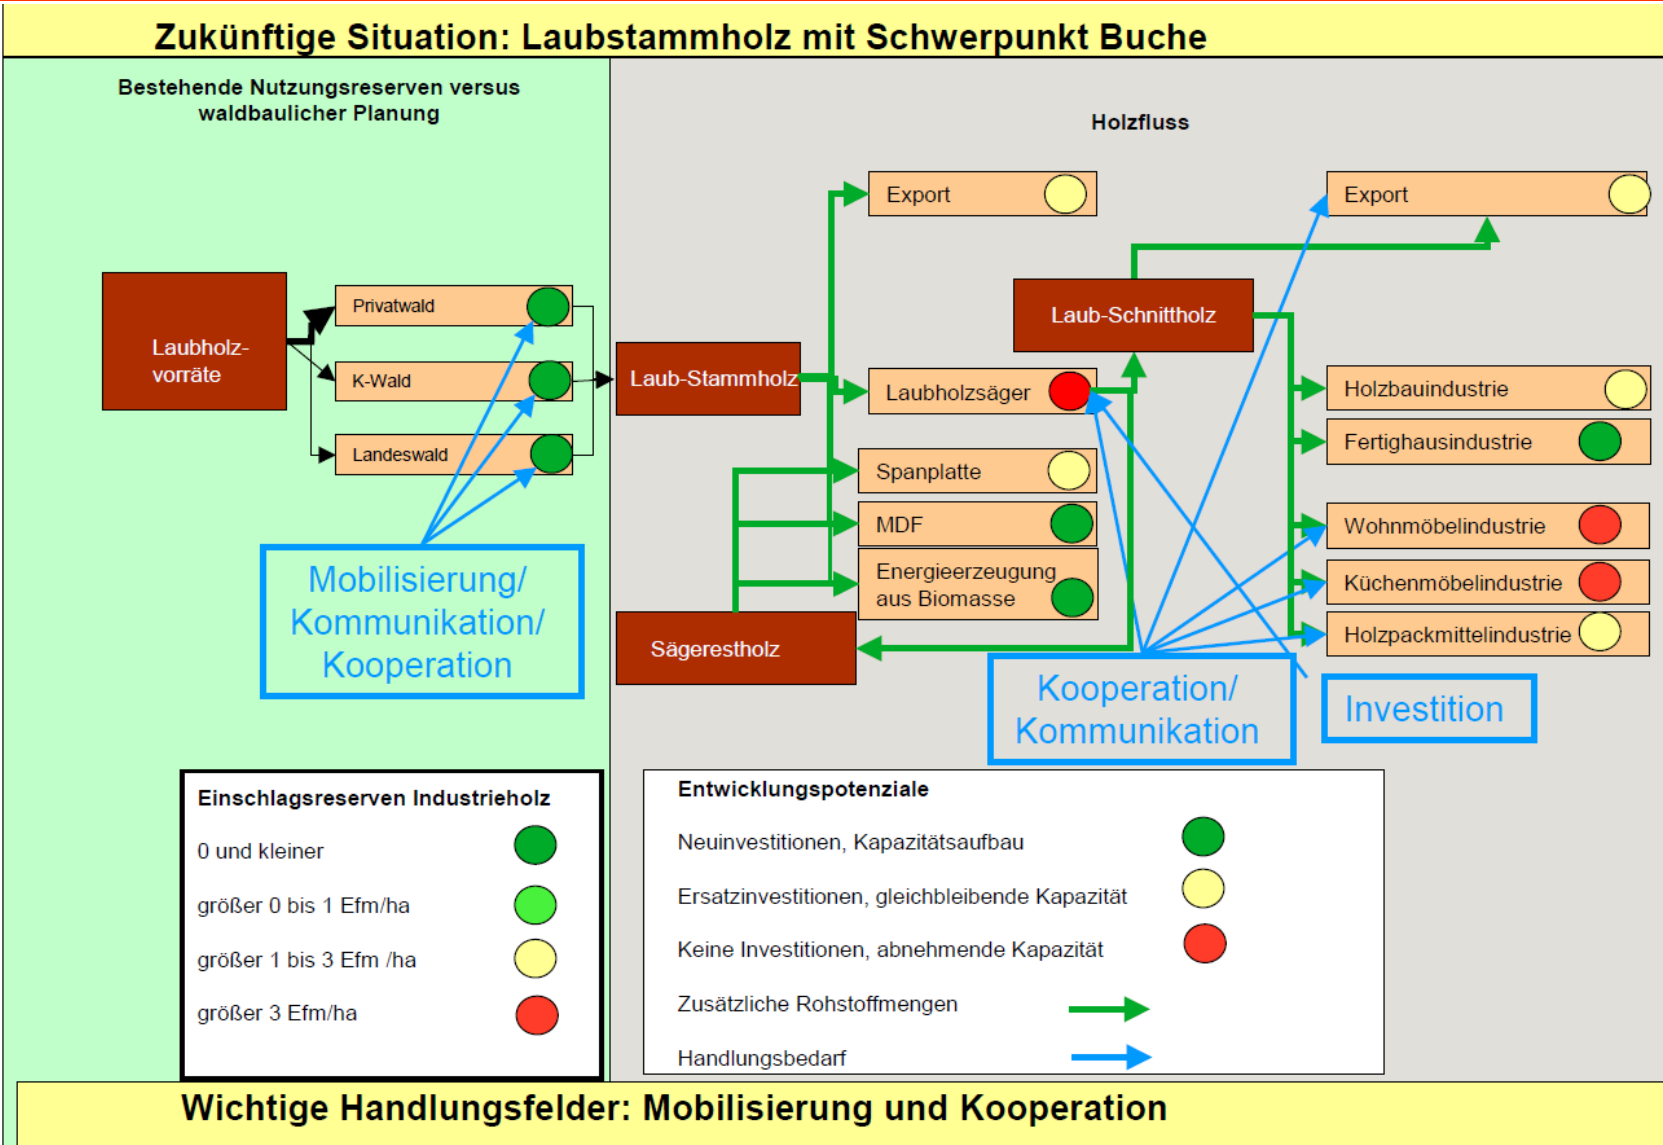 Zukünftige Situation: Laubstammholz mit Schwerpunkt Buche
Bestehende Nutzungsreserven versus
waldbaulicher Planung
Holzfluss
Export
Export
Privatwald
Laub-Schnittholz
Laubholz-
vorräte
K-Wald
Laub-Stammholz
Laubholzsäger
Holzbauindustrie
Landeswald
Fertighausindustrie
Spanplatte
MDF
Wohnmöbelindustrie
Energieerzeugung
aus Biomasse
Küchenmöbelindustrie
Holzpackmittelindustrie
Sägerestholz
Mobilisierung/
Kommunikation/
Kooperation
Kooperation/
Kommunikation
Investition
Einschlagsreserven Industrieholz
0 und kleiner
größer 0 bis 1 Efm/ha
größer 1 bis 3 Efm /ha
größer 3 Efm/ha
Entwicklungspotenziale
Neuinvestitionen, Kapazitätsaufbau
Ersatzinvestitionen, gleichbleibende Kapazität
Keine Investitionen, abnehmende Kapazität
Zusätzliche Rohstoffmengen
Handlungsbedarf
Wichtige Handlungsfelder: Mobilisierung und Kooperation